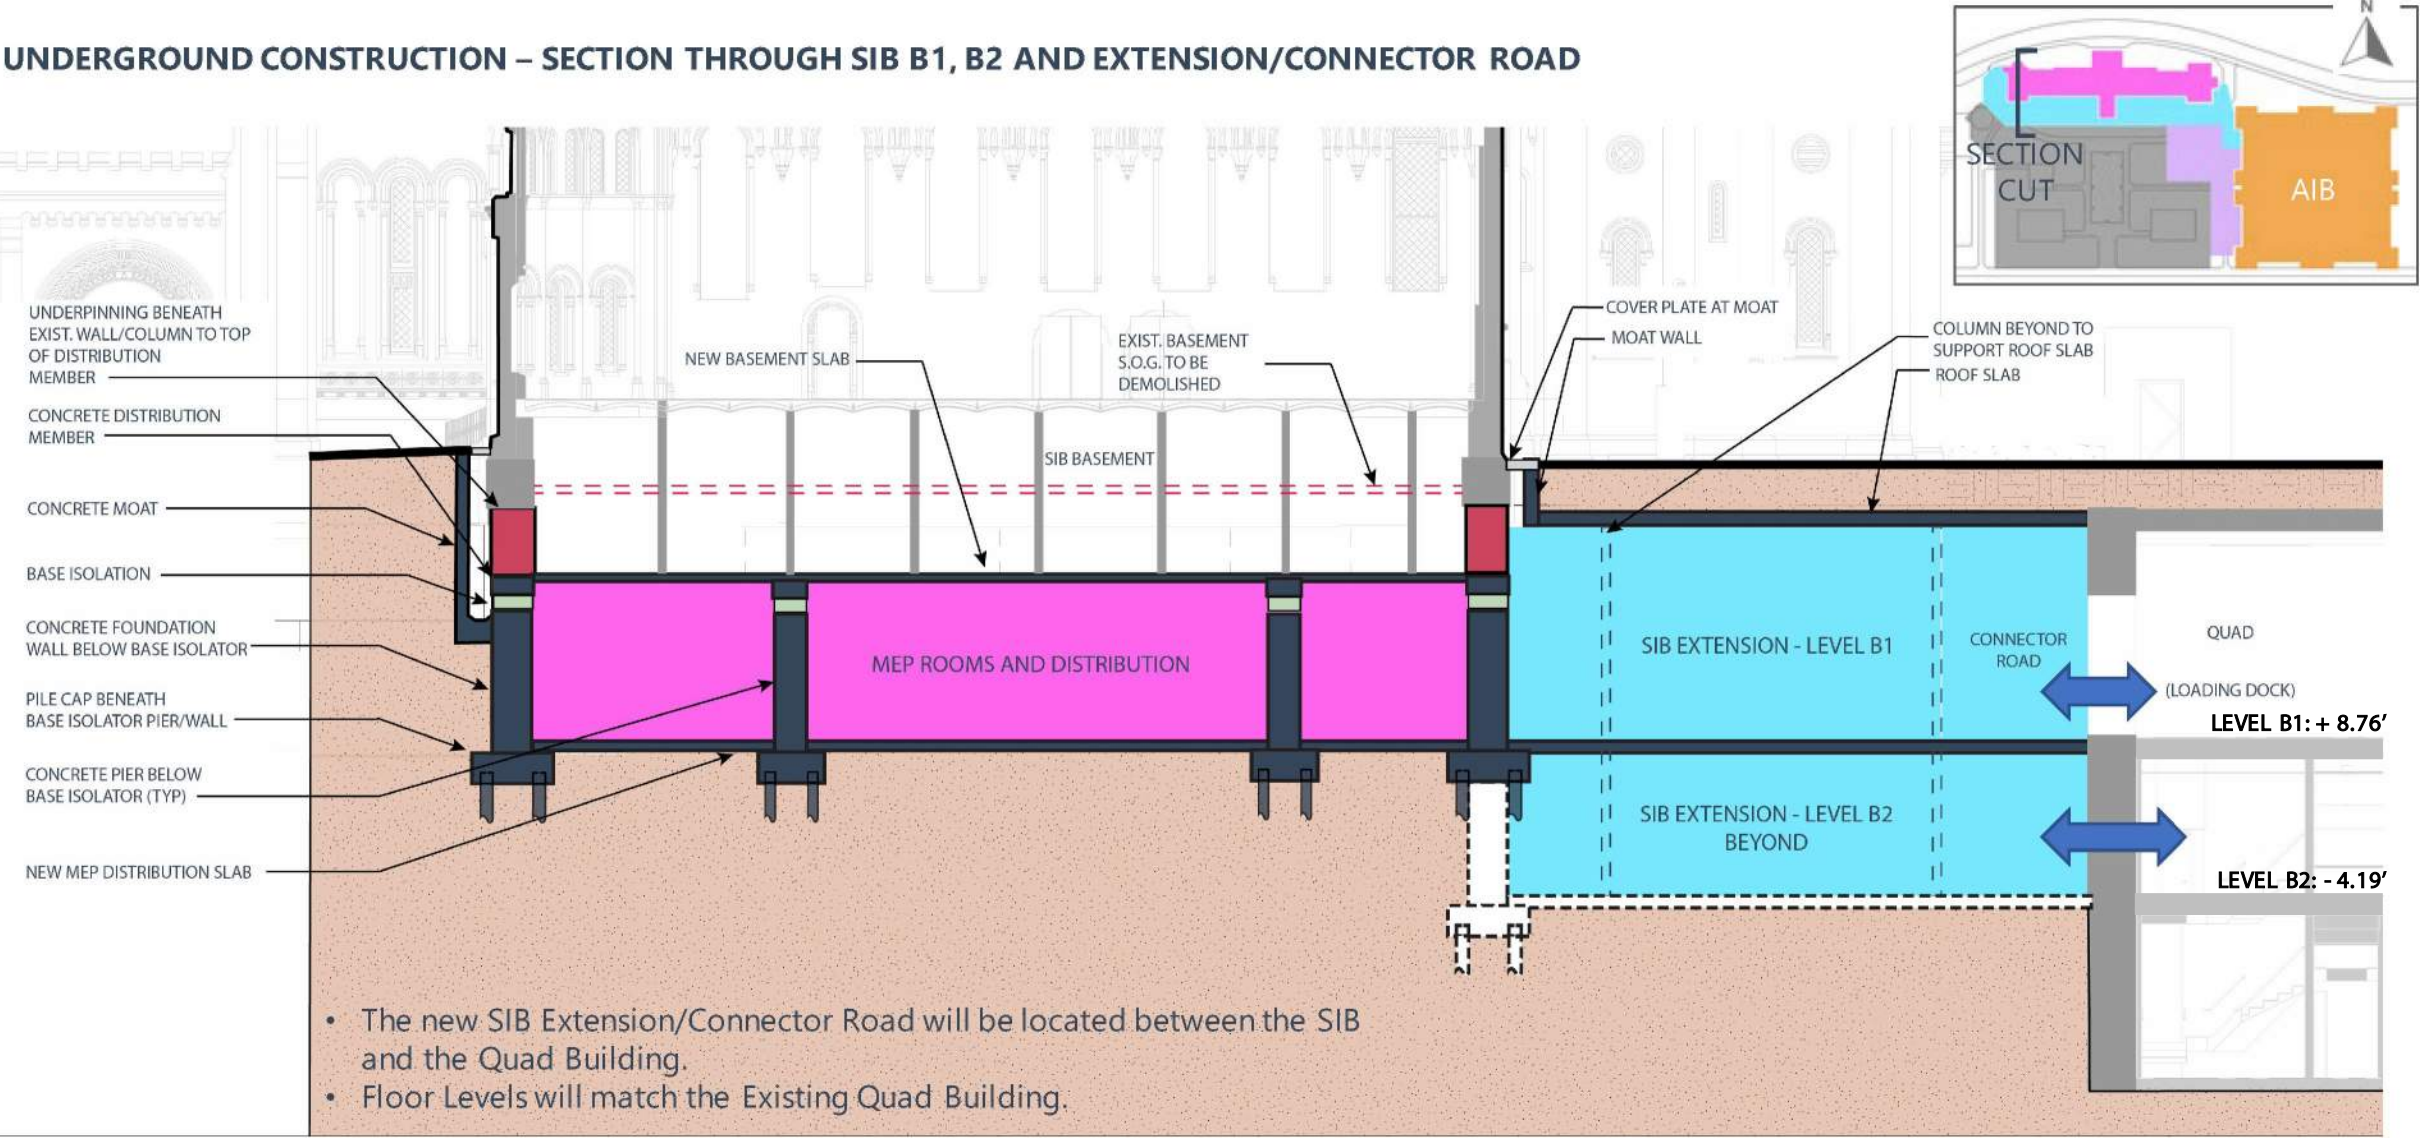 UNDERGROUND CONSTRUCTION – SECTION THROUGH SIB B1, B2 AND EXTENSION/CONNECTOR ROAD
N
SECTION
CUT
AIB
UNDERPINNING BENEATH
EXIST. WALL/COLUMN TO TOP
OF DISTRIBUTION
MEMBER
CONCRETE DISTRIBUTION
MEMBER
CONCRETE MOAT
BASE ISOLATION
CONCRETE FOUNDATION
WALL BELOW BASE ISOLATOR
PILE CAP BENEATH
BASE ISOLATOR PIER/WALL
CONCRETE PIER BELOW
BASE ISOLATOR (TYP)
NEW MEP DISTRIBUTION SLAB
NEW BASEMENT SLAB
EXIST. BASEMENT
S.O.G. TO BE
DEMOLISHED
SIB BASEMENT
MEP ROOMS AND DISTRIBUTION
COVER PLATE AT MOAT
MOAT WALL
COLUMN BEYOND TO
SUPPORT ROOF SLAB
ROOF SLAB
SIB EXTENSION - LEVEL B1
CONNECTOR
ROAD
QUAD
(LOADING DOCK)
LEVEL B1: + 8.76'
SIB EXTENSION - LEVEL B2
BEYOND
LEVEL B2: - 4.19'
• The new SIB Extension/Connector Road will be located between the SIB
and the Quad Building.
• Floor Levels will match the Existing Quad Building.